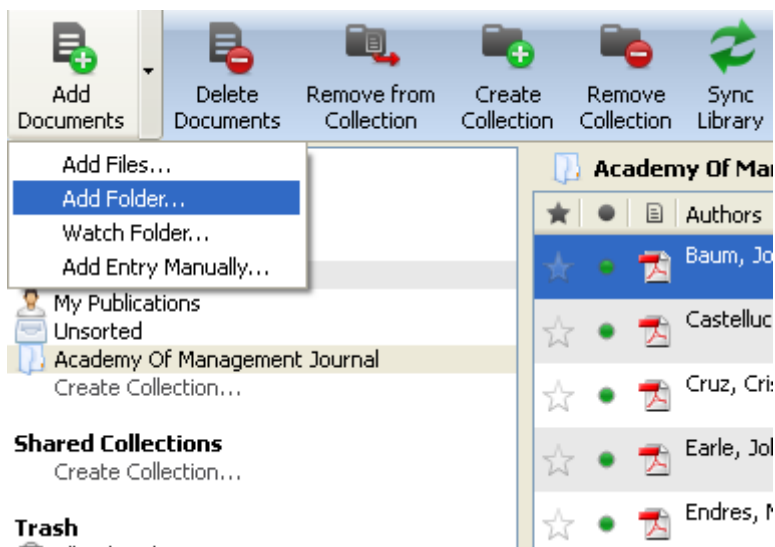 Add Documents
Delete Documents
Remove from Collection
Create Collection
Remove Collection
Sync Library
Add Files...
Add Folder...
Watch Folder...
Add Entry Manually...
My Publications
Unsorted
Academy Of Management Journal
Create Collection...
Shared Collections
Create Collection...
Trash
Academy Of Mar
Authors
Baum, Jo
Castelluc
Cruz, Cris
Earle, Jol
Endres, M